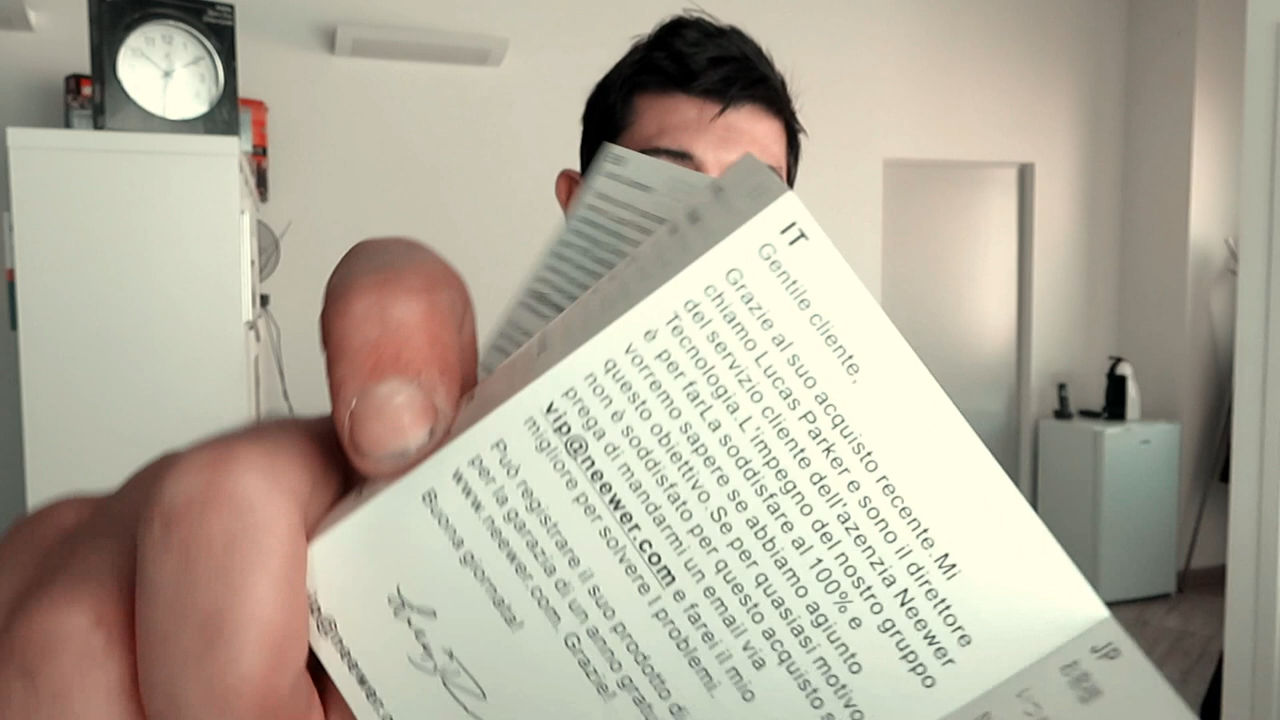 IT
Gentile cliente,
Grazie al suo acquisto recente. Mi
chiamo Lucas Parker e sono il direttore
del servizio cliente dell'azenzia Neewer
Tecnologia. L'impegno del nostro gruppo
è per farLa soddisfare al 100% e
vorremo sapere se abbiamo agiunto
questo obiettivo. Se per quasiasi motivo
non è soddisfato per questo acquisto
prega di mandarmi un email via
vip@neewer.com e farei il mio
migliore per solvere I problemi.
Può registrare il suo prodotto
per la garazia di un anno
www.neewer.com. Grazie!
Buona giornata!
JP